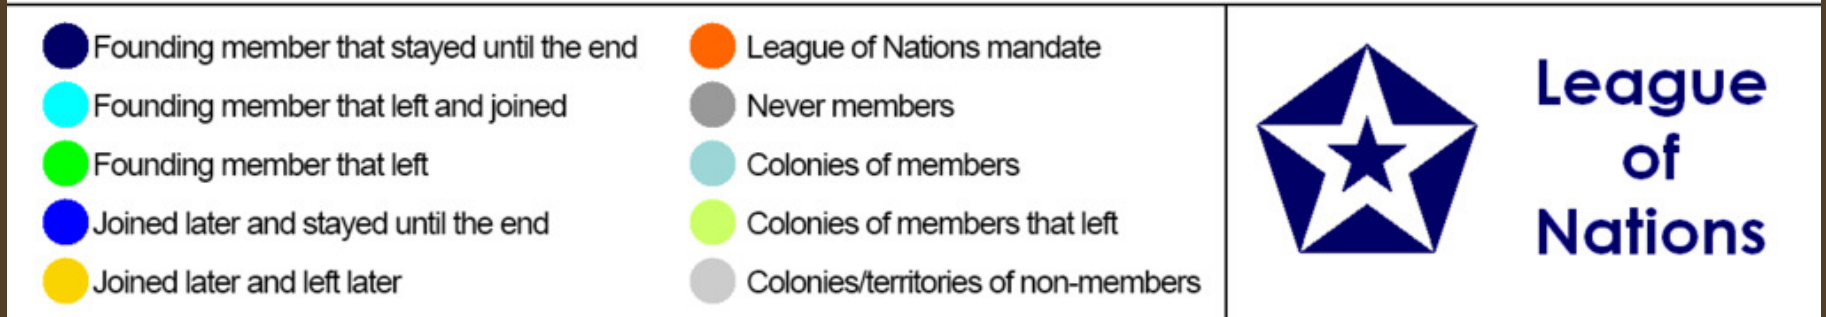 Founding member that stayed until the end
Founding member that left and joined
Founding member that left
Joined later and stayed until the end
Joined later and left later
League of Nations mandate
Never members
Colonies of members
Colonies of members that left
Colonies/territories of non-members
League
of
Nations